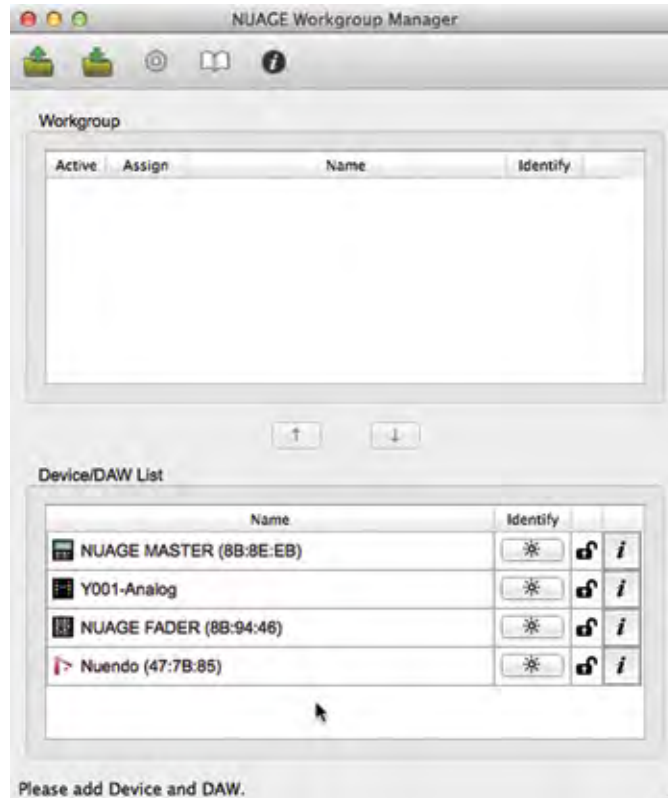 NUAGE Workgroup Manager
Workgroup
Active Assign Name Identify
Device/DAW List
Name Identify
NUAGE MASTER (8B:8E:EB)
Y001-Analog
NUAGE FADER (8B:94:46)
Nuendo (47:7B:85)
Please add Device and DAW.